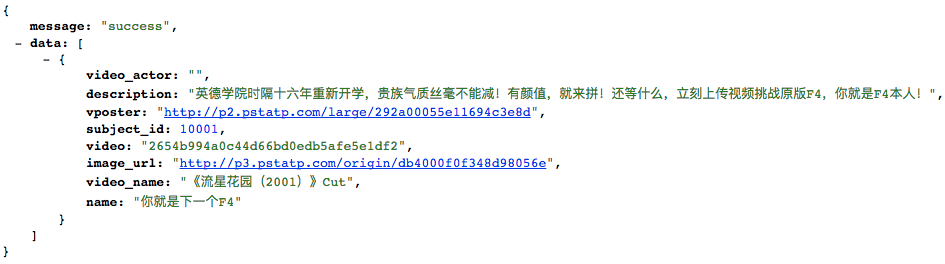 {
message: "success",
- data: [
- {
video_actor: "",
description: "英德学院时隔十六年重新开学，贵族气质丝毫不能减！有颜值，就来拼！还等什么，立刻上传视频挑战原版F4，你就是F4本人！",
vposter: "http://p2.pstatp.com/large/292a00055e11694c3e8d",
subject_id: 10001,
video: "2654b994a0c44d66bd0edb5afe5e1df2",
image_url: "http://p3.pstatp.com/origin/db4000f0f348d98056e",
video_name: "《流星花园（2001）》Cut",
name: "你就是下一个F4"
}
]
}